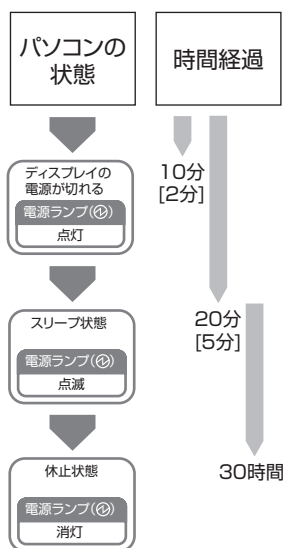 パソコンの
状態
時間経過
ディスプレイの
電源が切れる
電源ランプ()
点灯
10分
[2分]
スリープ状態
電源ランプ()
点滅
20分
[5分]
休止状態
電源ランプ()
消灯
30時間